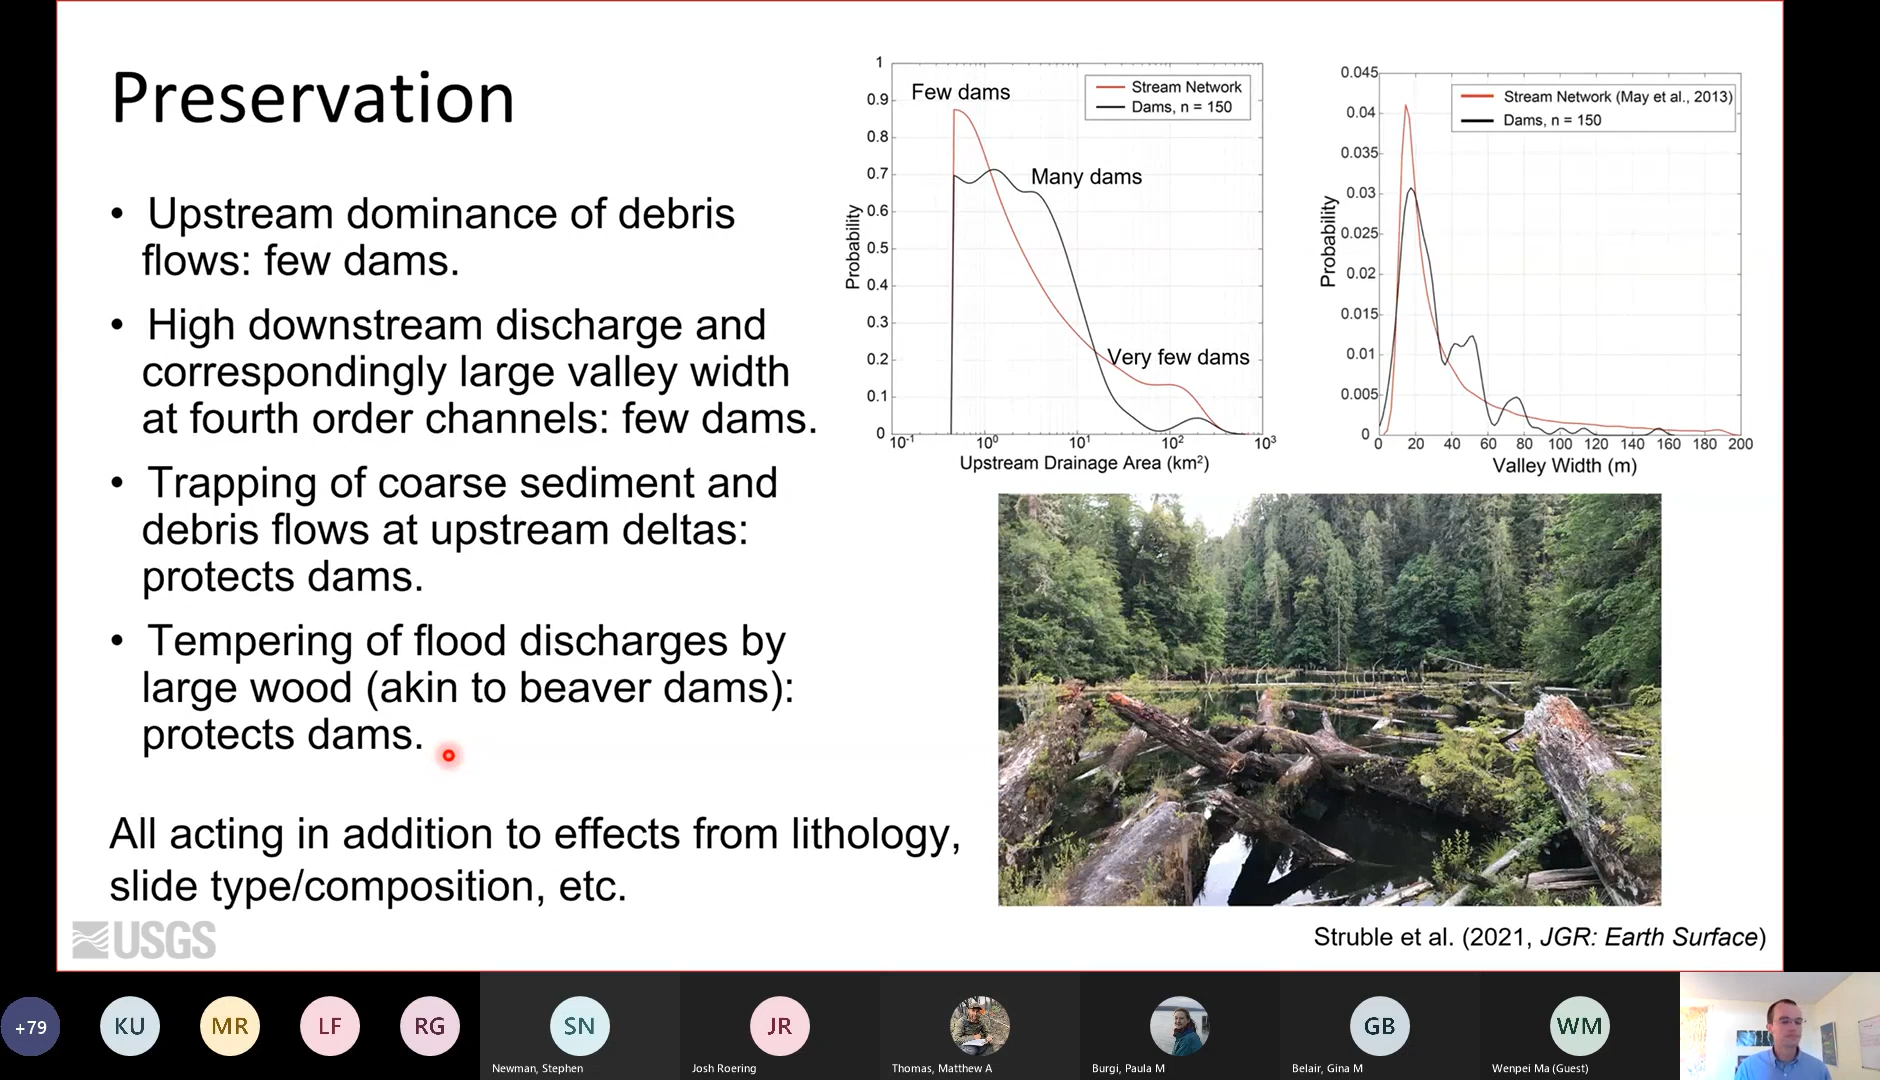 Preservation
• Upstream dominance of debris
flows: few dams.
• High downstream discharge and
correspondingly large valley width
at fourth order channels: few dams.
• Trapping of coarse sediment and
debris flows at upstream deltas:
protects dams.
• Tempering of flood discharges by
large wood (akin to beaver dams):
protects dams.
All acting in addition to effects from lithology,
slide type/composition, etc.
USGS
1
0.9
0.8
0.7
0.6
0.5
0.4
0.3
0.2
0.1
0
Probability
Few dams
Stream Network
Dams, n = 150
Many dams
Very few dams
10-1 100 101 102 103
Upstream Drainage Area (km2)
0.045
0.04
0.035
0.03
0.025
0.02
0.015
0.01
0.005
0
Probability
Stream Network (May et al., 2013)
Dams, n = 150
0 20 40 60 80 100 120 140 160 180 200
Valley Width (m)
Struble et al. (2021, JGR: Earth Surface)
+79 KU MR LF RG SN JR GB WM
Newman, Stephen Josh Roering Thomas, Matthew A Burgi, Paula M Belair, Gina M Wenpei Ma (Guest)